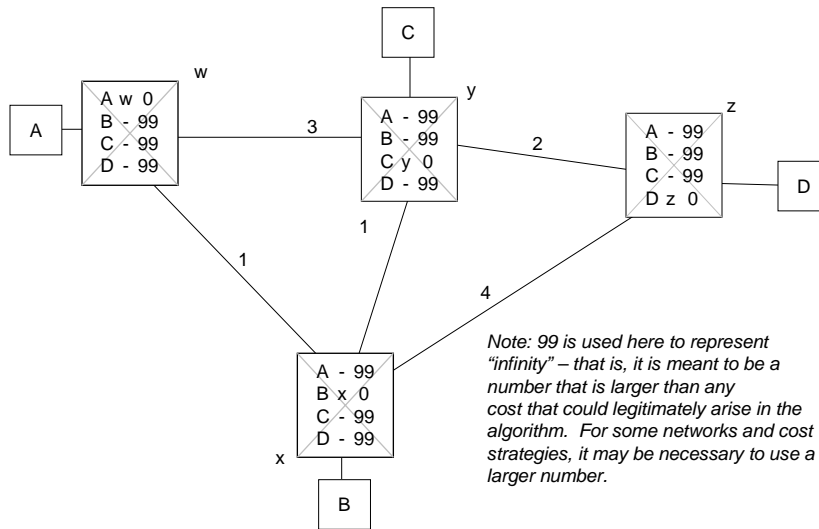 C
w
y
z
A
A w 0
B - 99
C - 99
D - 99
3
A - 99
B - 99
C y 0
D - 99
2
A - 99
B - 99
C - 99
D z 0
D
1
1
4
A - 99
B x 0
C - 99
D - 99
x
B
Note: 99 is used here to represent
“infinity” – that is, it is meant to be a
number that is larger than any
cost that could legitimately arise in the
algorithm. For some networks and cost
strategies, it may be necessary to use a
larger number.